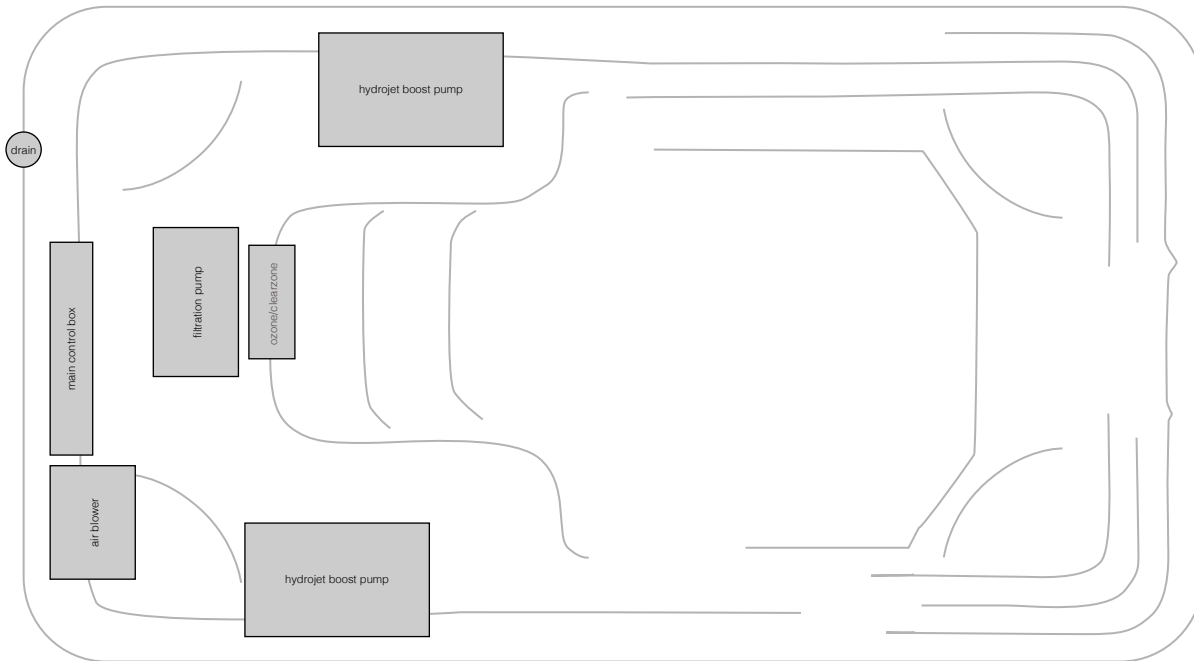 hydrojet boost pump
drain
filtration pump
ozone/clearzone
main control box
air blower
hydrojet boost pump